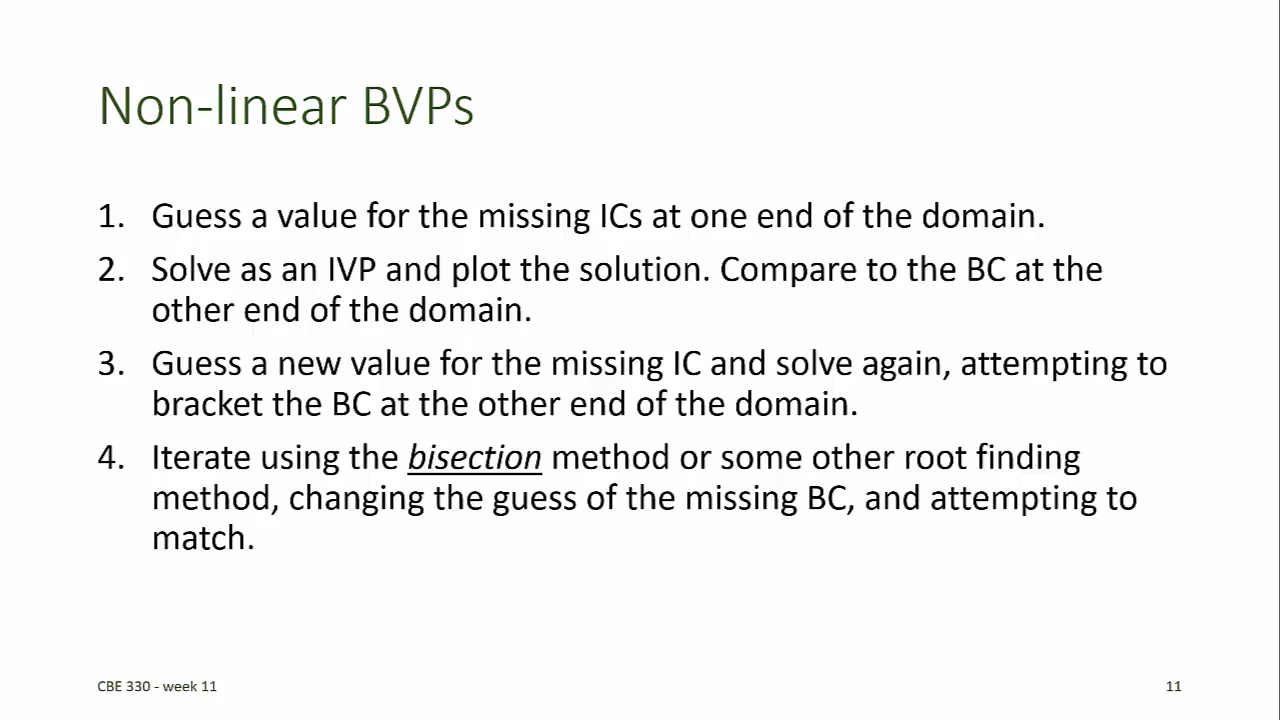 Non-linear BVPs
1. Guess a value for the missing ICs at one end of the domain.
2. Solve as an IVP and plot the solution. Compare to the BC at the
other end of the domain.
3. Guess a new value for the missing IC and solve again, attempting to
bracket the BC at the other end of the domain.
4. Iterate using the bisection method or some other root finding
method, changing the guess of the missing BC, and attempting to
match.
CBE 330 - week 11
11